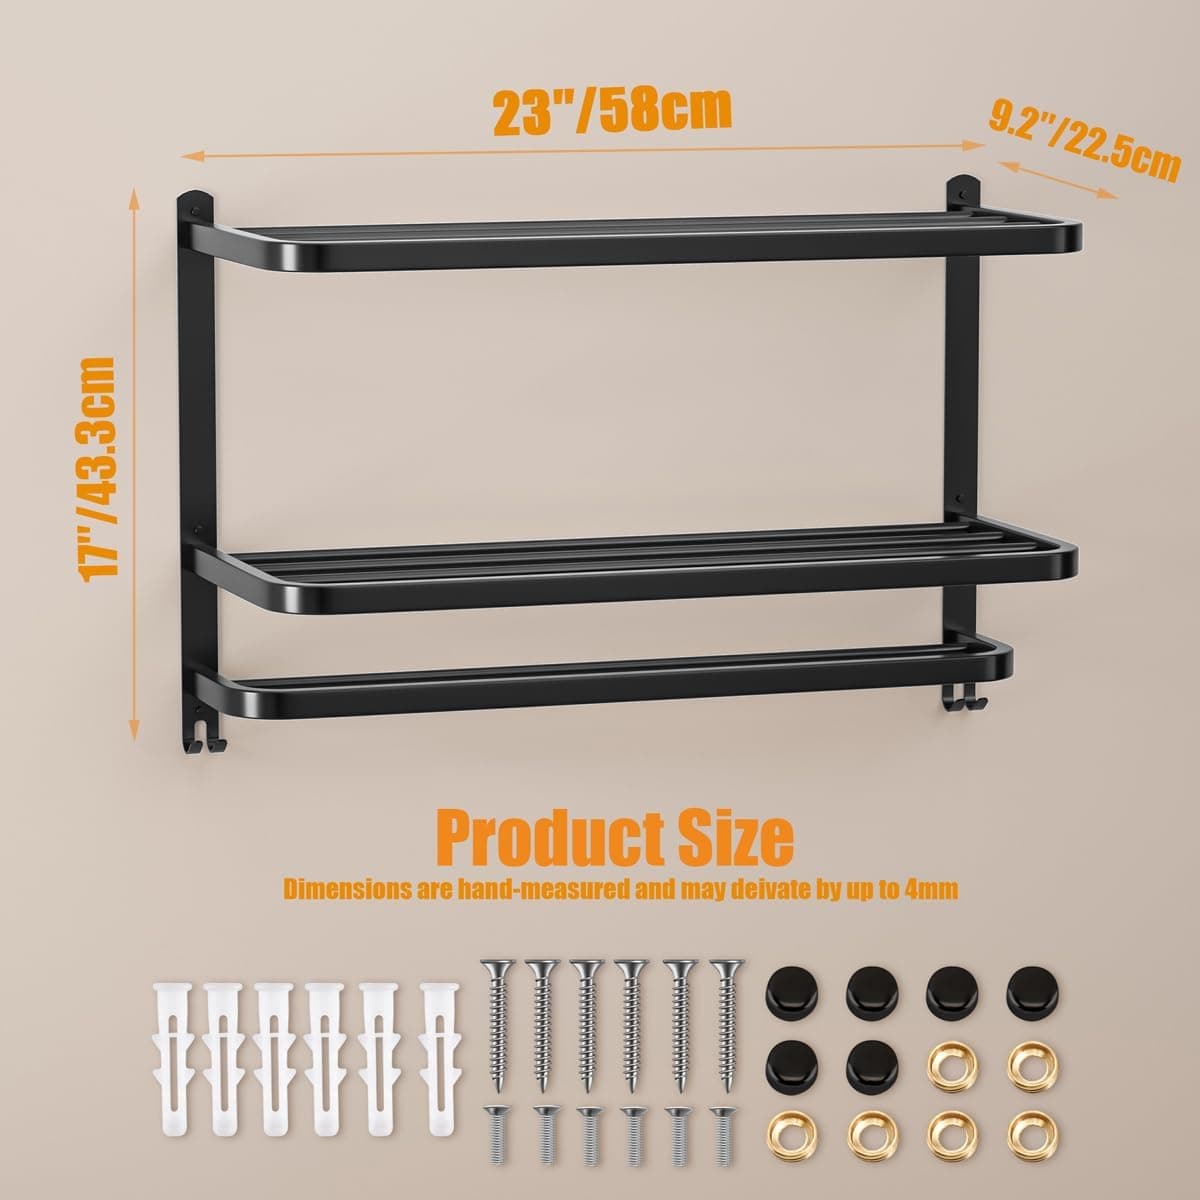 23"/58cm
9.2"/22.5cm
17"/43.3cm
Product Size
Dimensions are hand-measured and may deivate by up to 4mm